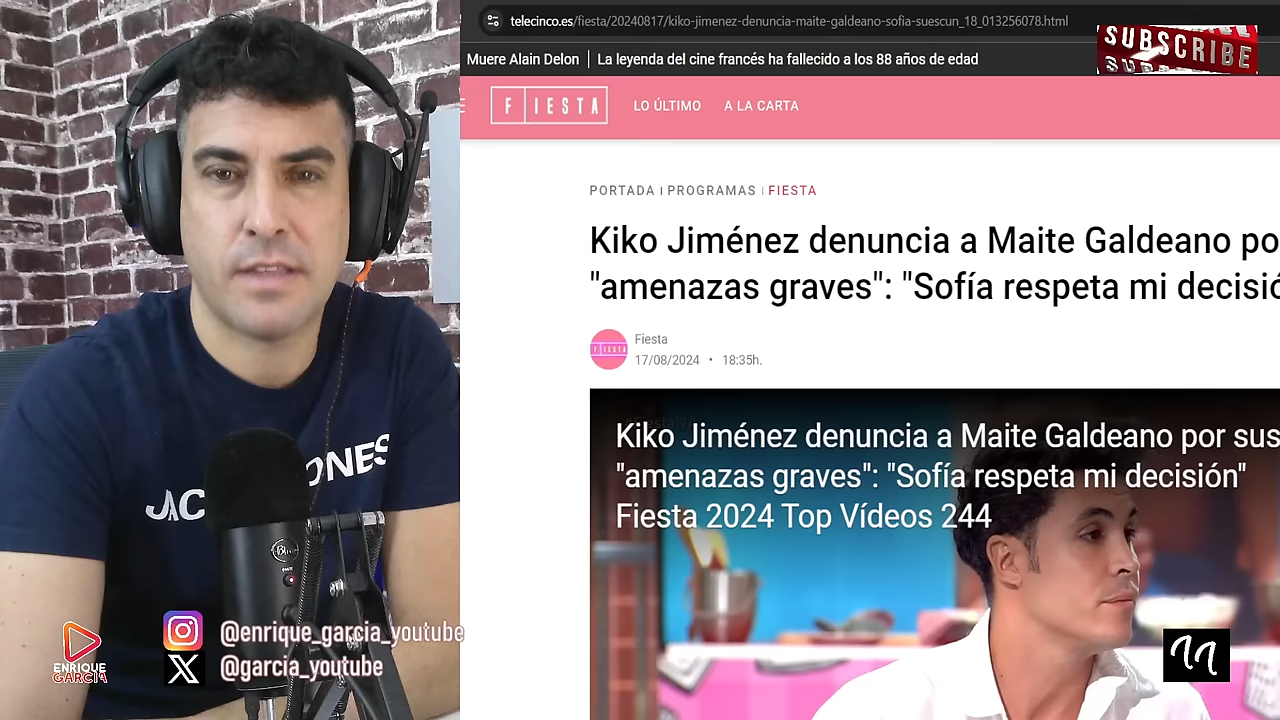 telecinco.es/fiesta/20240817/kiko-jimenez-denuncia-maite-galdeano-sofia-suescun_18_013256078.html
SUBSCRIBE
Muere Alain Delon | La leyenda del cine francés ha fallecido a los 88 años de edad
FIESTA LO ÚLTIMO A LA CARTA
PORTADA | PROGRAMAS | FIESTA
Kiko Jiménez denuncia a Maite Galdeano po
"amenazas graves": "Sofía respeta mi decisió
FIESTA
Fiesta
17/08/2024 • 18:35h.
Kiko Jiménez denuncia a Maite Galdeano por sus
"amenazas graves": "Sofía respeta mi decisión"
Fiesta 2024 Top Vídeos 244
JAC ONES
ENRIQUE
GARCIA
@enrique_garcia_youtube
@garcia_youtube